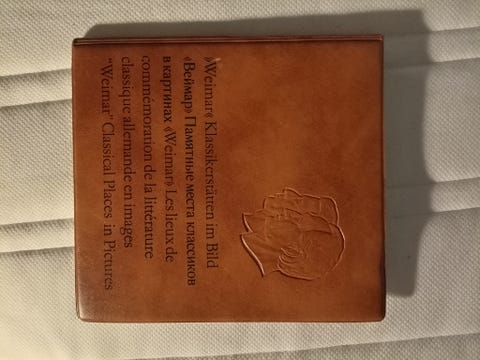 »Weimar« Klassikerstätten im Bild
«Веймар» Памятные места классиков
в картинах «Weimar» Les lieux de
commémoration de la littérature
classique allemande en images
“Weimar” Classical Places in Pictures